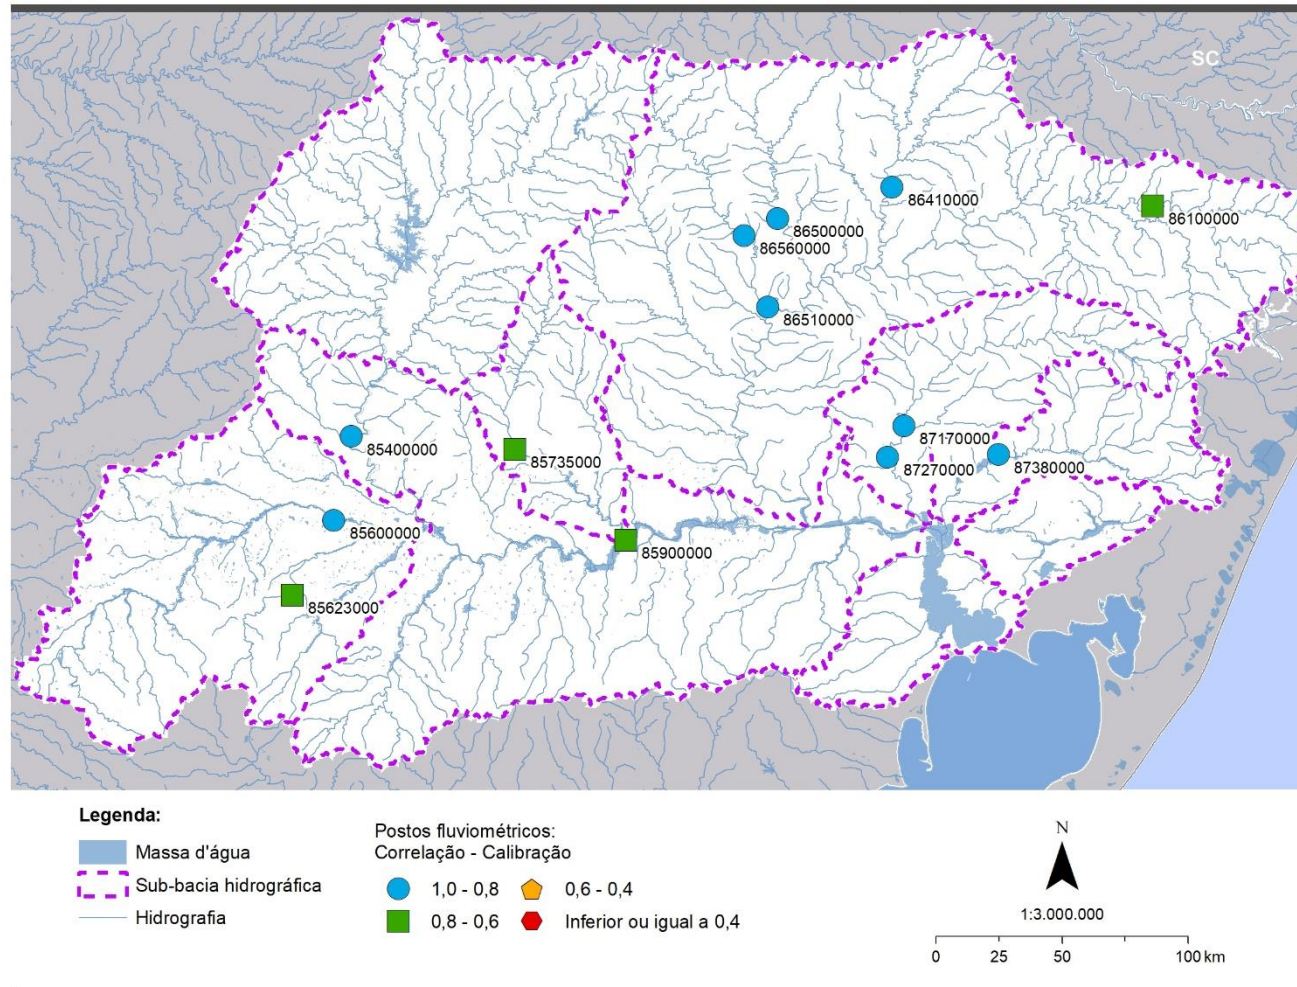 SC
86410000
86100000
86500000
86560000
86510000
87170000
85400000
85735000
87270000
87380000
85600000
85900000
85623000
Legenda:
Massa d'água
Sub-bacia hidrográfica
Hidrografia
Postos fluviométricos:
Correlação - Calibração
1,0 - 0,8
0,6 - 0,4
0,8 - 0,6
Inferior ou igual a 0,4
N
1:3.000.000
0 25 50 100 km